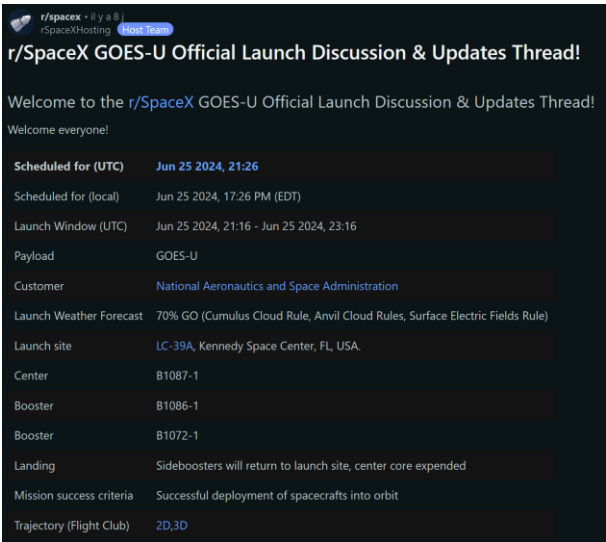 r/spacex • il y a 8 j
rSpaceXHosting Host Team
r/SpaceX GOES-U Official Launch Discussion & Updates Thread!
Welcome to the r/SpaceX GOES-U Official Launch Discussion & Updates Thread!
Welcome everyone!
Scheduled for (UTC) Jun 25 2024, 21:26
Scheduled for (local) Jun 25 2024, 17:26 PM (EDT)
Launch Window (UTC) Jun 25 2024, 21:16 - Jun 25 2024, 23:16
Payload GOES-U
Customer National Aeronautics and Space Administration
Launch Weather Forecast 70% GO (Cumulus Cloud Rule, Anvil Cloud Rules, Surface Electric Fields Rule)
Launch site LC-39A, Kennedy Space Center, FL, USA.
Center B1087-1
Booster B1086-1
Booster B1072-1
Landing Sideboosters will return to launch site, center core expended
Mission success criteria Successful deployment of spacecrafts into orbit
Trajectory (Flight Club) 2D,3D